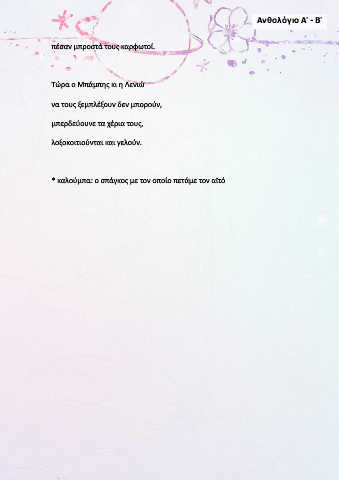 Ανθολόγιο Α΄ - Β΄
πέσαν μπροστά τους καρφωτοί.
Τώρα ο Μπάμπης κι η Λενιώ
να τους ξεμπλέξουν δεν μπορούν,
μπερδεύουνε τα χέρια τους,
λοξοκοιτιούνται και γελούν.
* καλούμπα: ο σπάγκος με τον οποίο πετάμε τον αϊτό